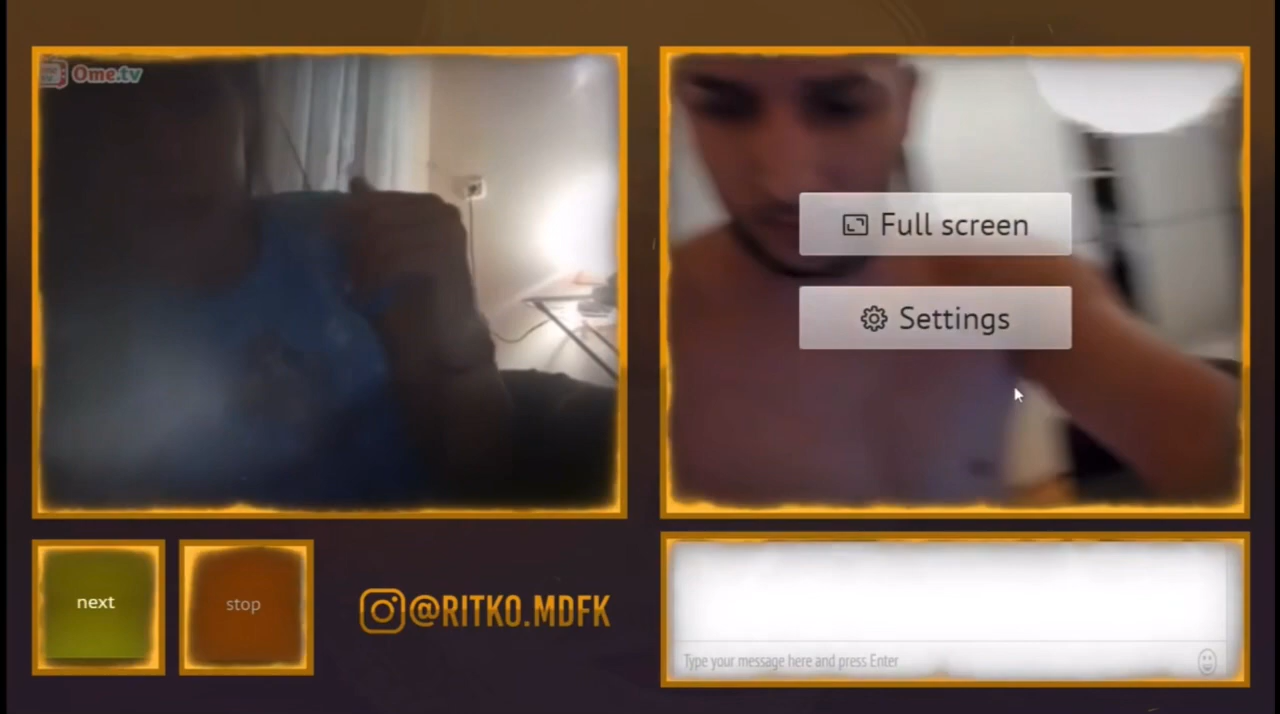 Ome.tv
Full screen
Settings
next
stop
@RITKO.MDFK
Type your message here and press Enter